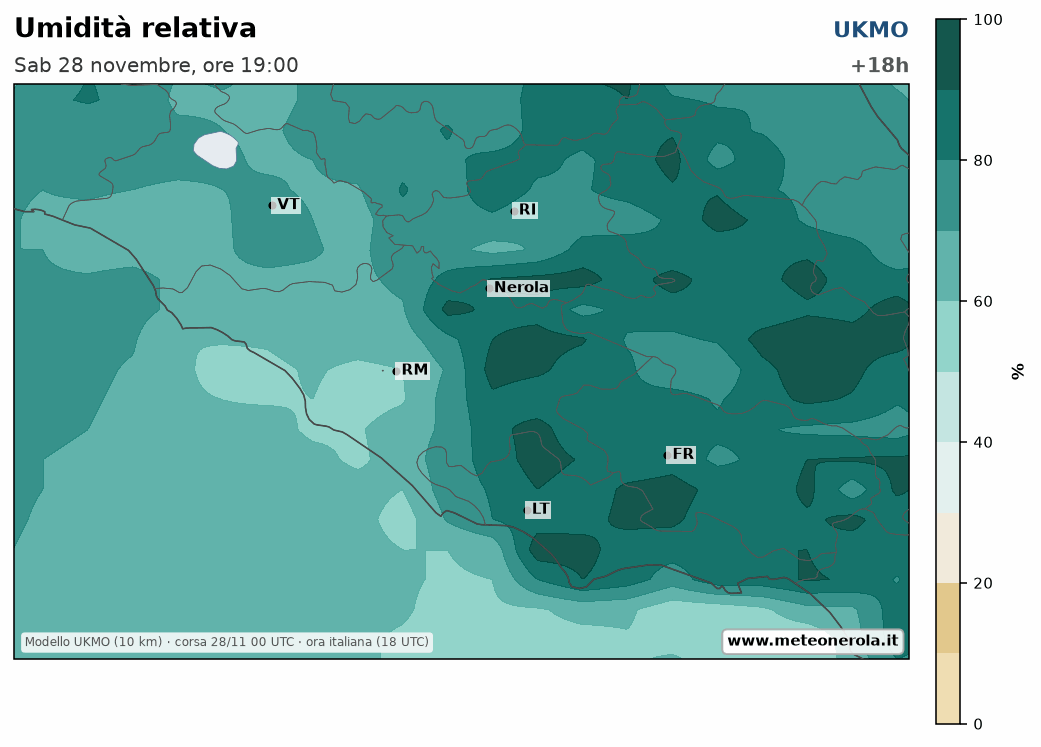 Umidità relativa
UKMO
Sab 28 novembre, ore 19:00
+18h
VT
RI
Nerola
RM
FR
LT
Modello UKMO (10 km) · corsa 28/11 00 UTC · ora italiana (18 UTC)
www.meteonerola.it
100
80
60
40
20
0
%